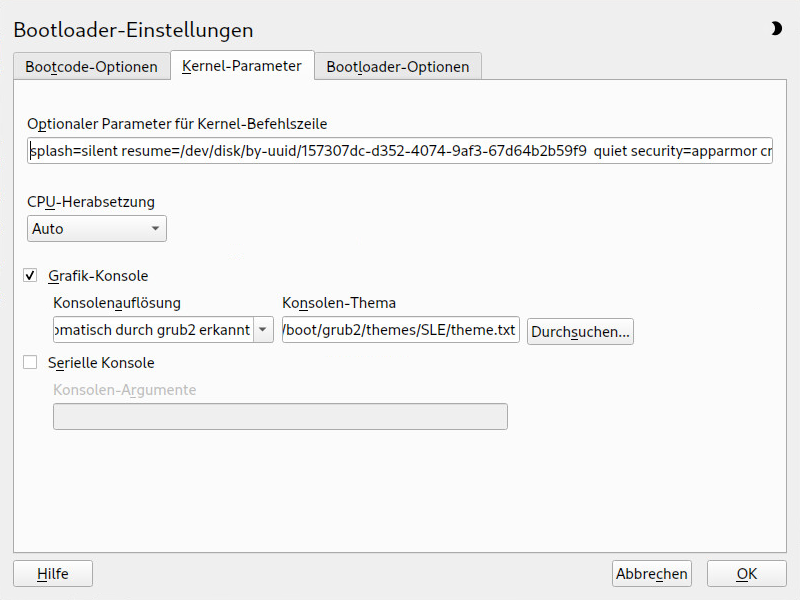 Bootloader-Einstellungen
Bootcode-Optionen Kernel-Parameter Bootloader-Optionen
Optionaler Parameter für Kernel-Befehlszeile
splash=silent resume=/dev/disk/by-uuid/157307dc-d352-4074-9af3-67d64b2b59f9 quiet security=apparmor cr
CPU-Herabsetzung
Auto
Grafik-Konsole
Konsolenauflösung Konsolen-Thema
omatisch durch grub2 erkannt /boot/grub2/themes/SLE/theme.txt Durchsuchen...
Serielle Konsole
Konsolen-Argumente
Hilfe Abbrechen OK